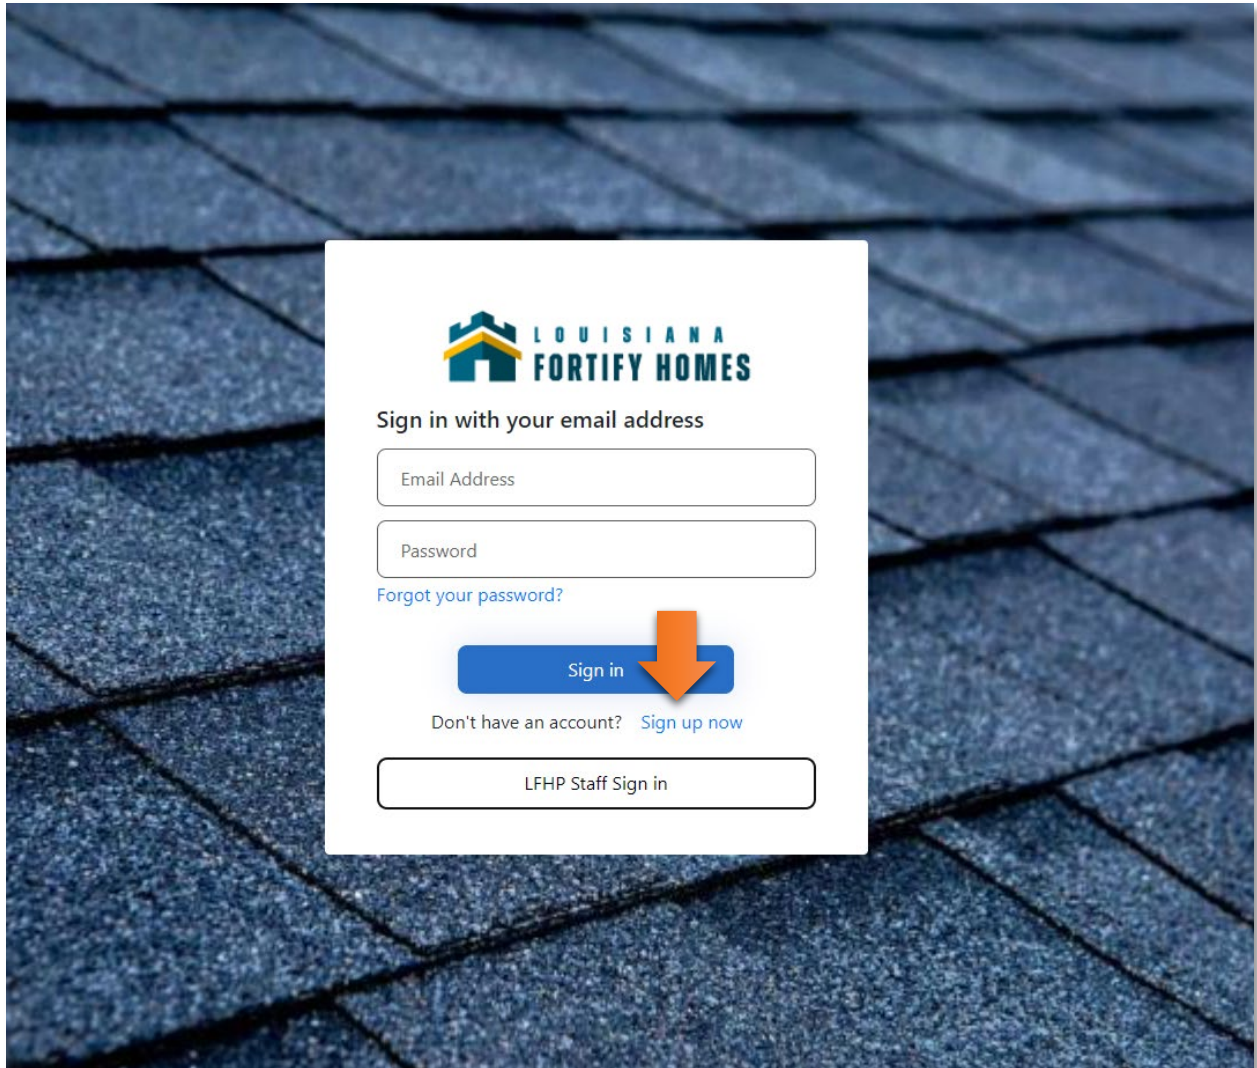 LOUISIANA
FORTIFY HOMES
Sign in with your email address
Email Address
Password
Forgot your password?
Sign in
Don't have an account? Sign up now
LFHP Staff Sign in